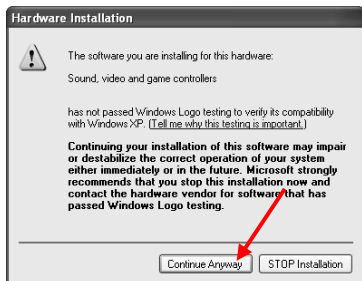 Hardware Installation
The software you are installing for this hardware:
Sound, video and game controllers
has not passed Windows Logo testing to verify its compatibility
with Windows XP. (Tell me why this testing is important.)
Continuing your installation of this software may impair
or destabilize the correct operation of your system
either immediately or in the future. Microsoft strongly
recommends that you stop this installation now and
contact the hardware vendor for software that has
passed Windows Logo testing.
Continue Anyway STOP Installation